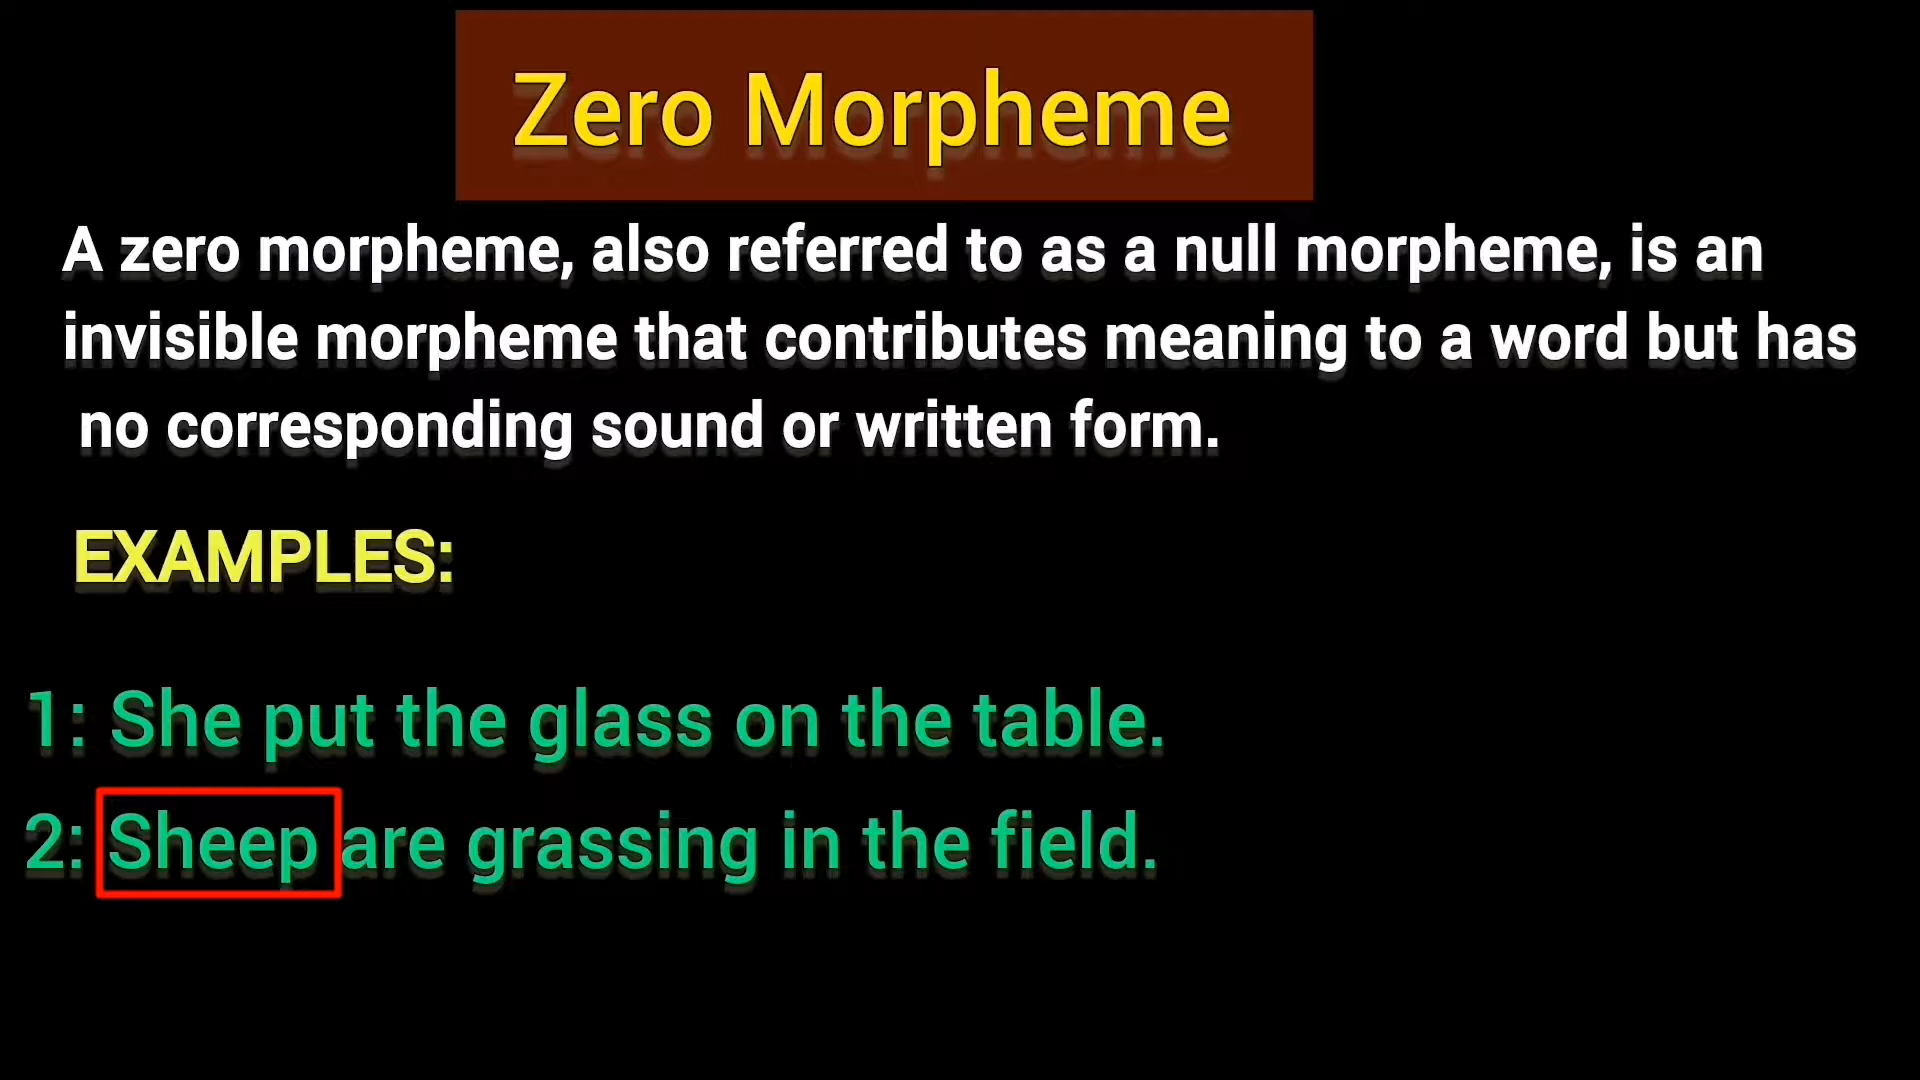 Zero Morpheme
A zero morpheme, also referred to as a null morpheme, is an
invisible morpheme that contributes meaning to a word but has
no corresponding sound or written form.
EXAMPLES:
1: She put the glass on the table.
2: Sheep are grassing in the field.